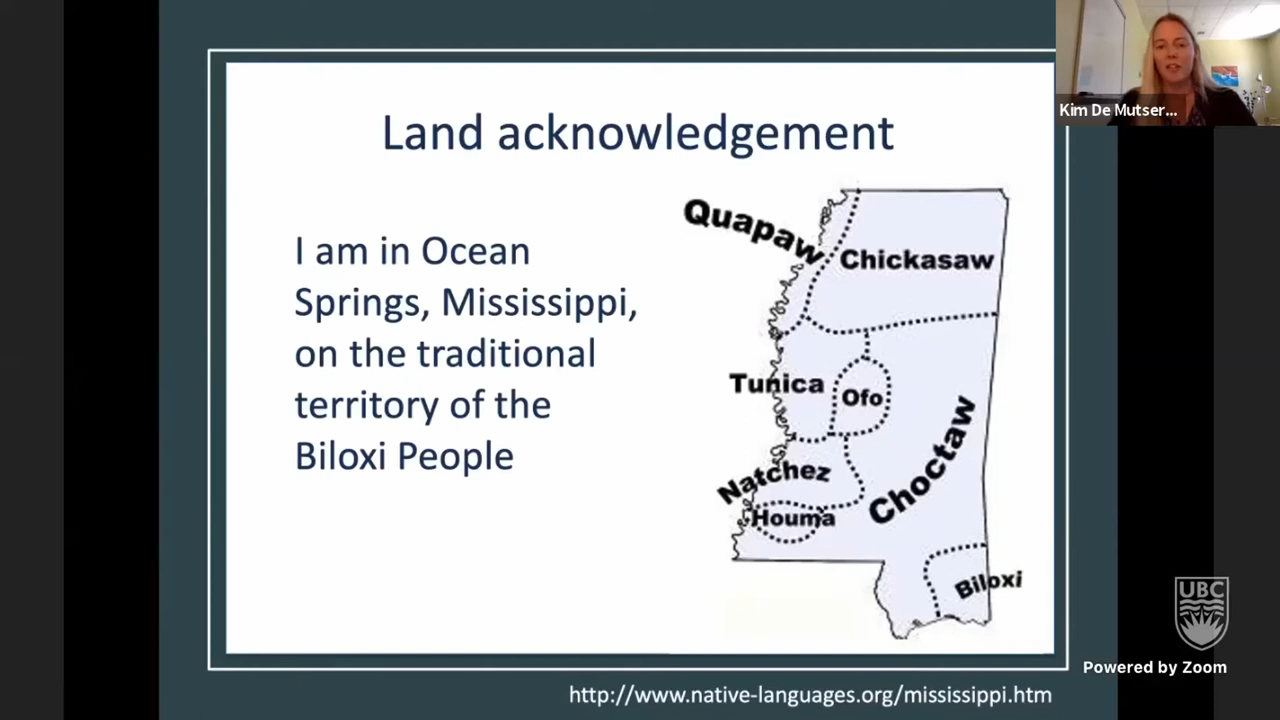 Land acknowledgement
I am in Ocean
Springs, Mississippi,
on the traditional
territory of the
Biloxi People
Quapaw
Chickasaw
Tunica
Ofo
Choctaw
Natchez
Houma
Biloxi
http://www.native-languages.org/mississippi.htm
Kim De Mutser...
UBC
Powered by Zoom